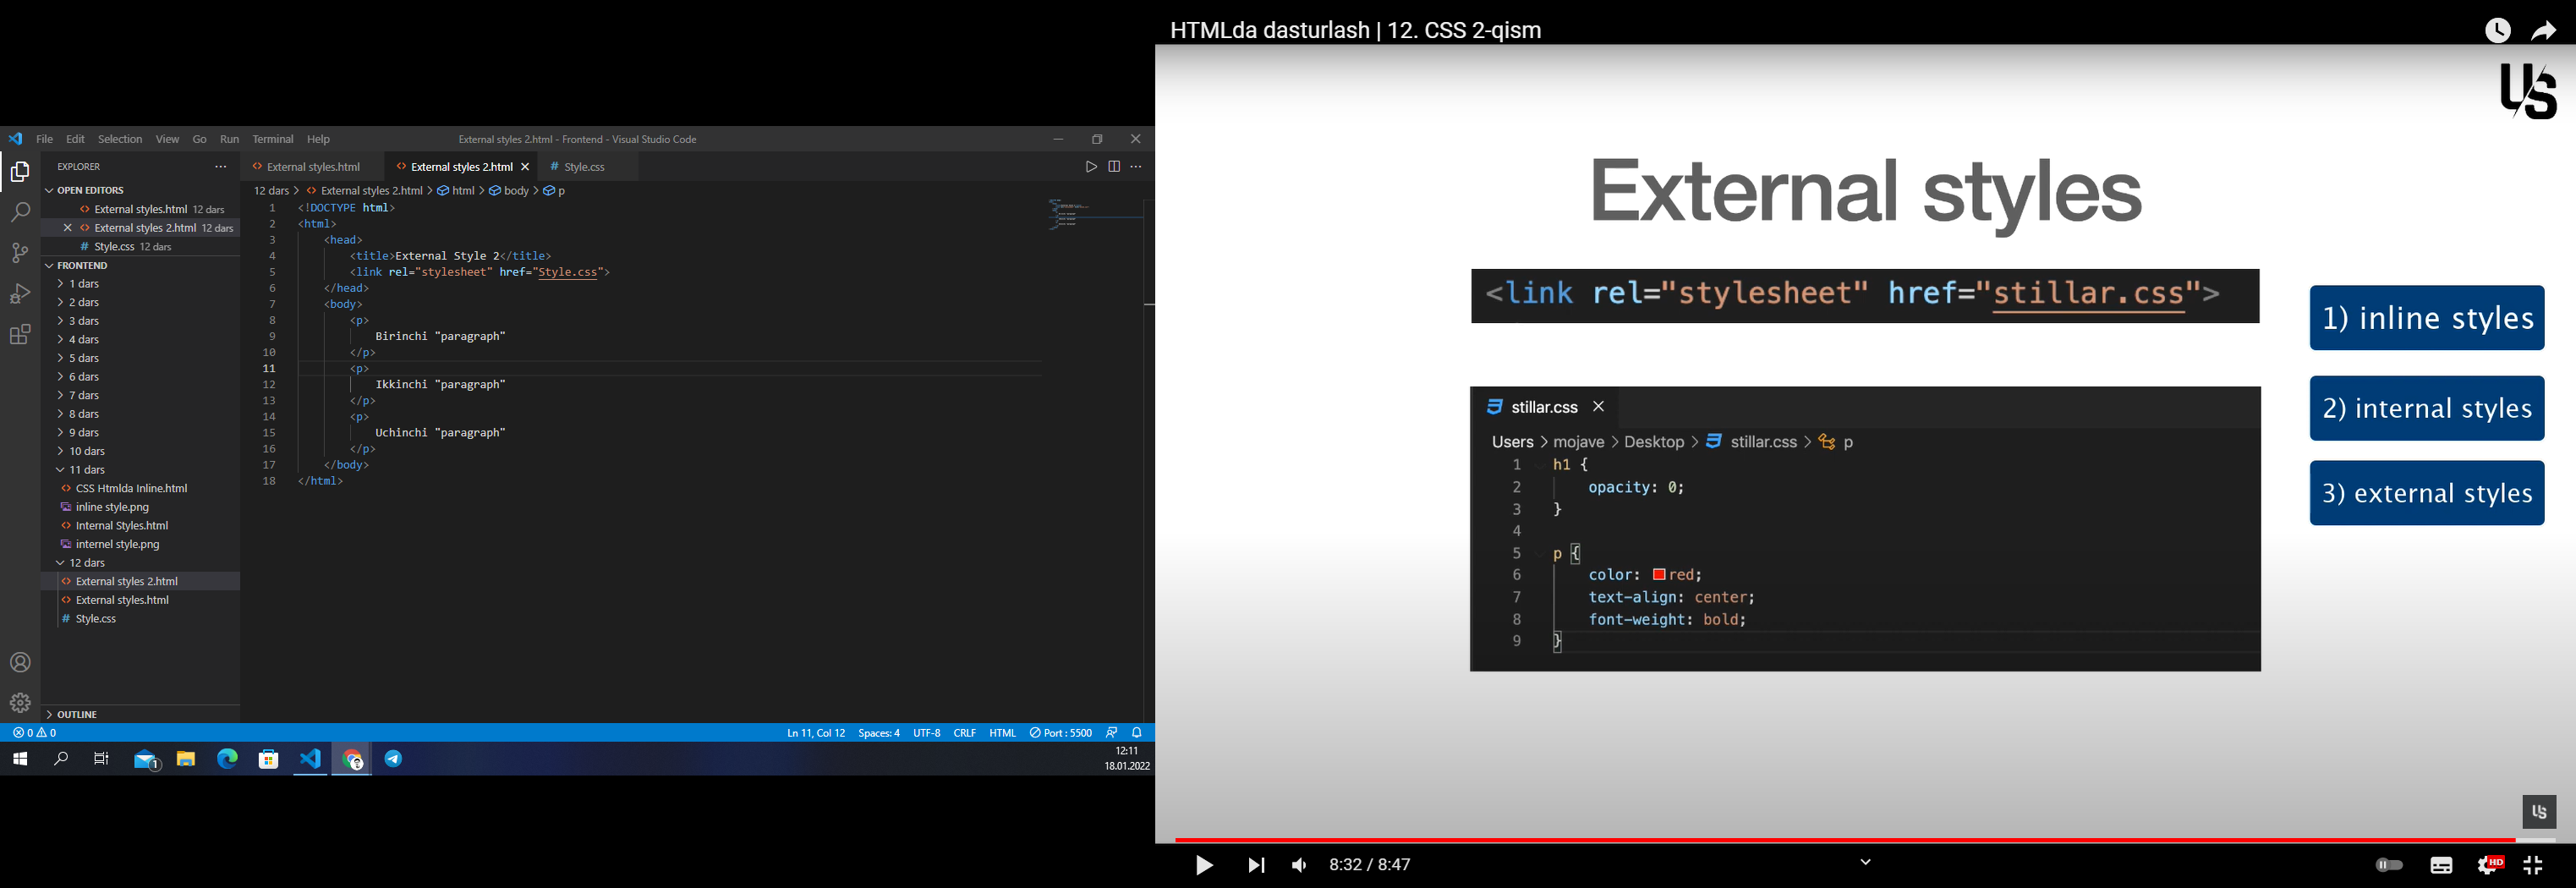 File Edit Selection View Go Run Terminal Help
External styles 2.html - Frontend - Visual Studio Code
EXPLORER
OPEN EDITORS
External styles.html 12 dars
External styles 2.html 12 dars
# Style.css 12 dars
FRONTEND
1 dars
2 dars
3 dars
4 dars
5 dars
6 dars
7 dars
8 dars
9 dars
10 dars
11 dars
CSS Htmlda Inline.html
inline style.png
Internal Styles.html
internel style.png
12 dars
External styles 2.html
External styles.html
# Style.css
OUTLINE
External styles.html
External styles 2.html
# Style.css
12 dars > External styles 2.html > html > body > p
1 <!DOCTYPE html>
2 <html>
3 <head>
4 <title>External Style 2</title>
5 <link rel="stylesheet" href="Style.css">
6 </head>
7 <body>
8 <p>
9 Birinchi "paragraph"
10 </p>
11 <p>
12 Ikkinchi "paragraph"
13 </p>
14 <p>
15 Uchinchi "paragraph"
16 </p>
17 </body>
18 </html>
0 0
Ln 11, Col 12 Spaces: 4 UTF-8 CRLF HTML Port : 5500
1
12:11
18.01.2022
HTMLda dasturlash | 12. CSS 2-qism
US
External styles
<link rel="stylesheet" href="stillar.css">
1) inline styles
2) internal styles
3) external styles
stillar.css
Users > mojave > Desktop > stillar.css > p
1 h1 {
2 opacity: 0;
3 }
4
5 p {
6 color: red;
7 text-align: center;
8 font-weight: bold;
9 }
US
8:32 / 8:47
HD